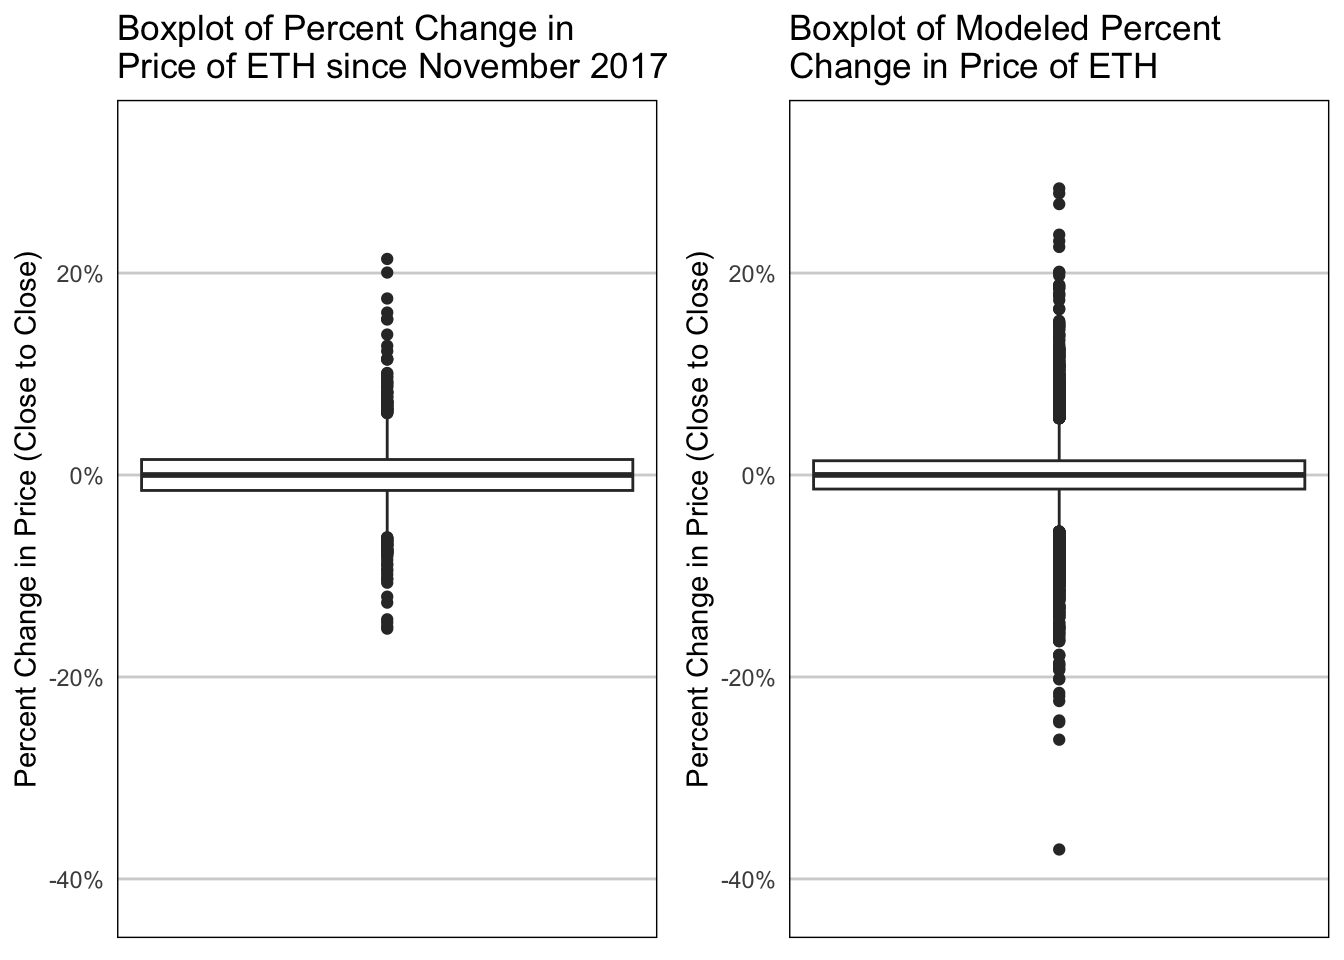 Boxplot of Percent Change in
Price of ETH since November 2017
Percent Change in Price (Close to Close)
20%
0%
-20%
-40%
Boxplot of Modeled Percent
Change in Price of ETH
Percent Change in Price (Close to Close)
20%
0%
-20%
-40%